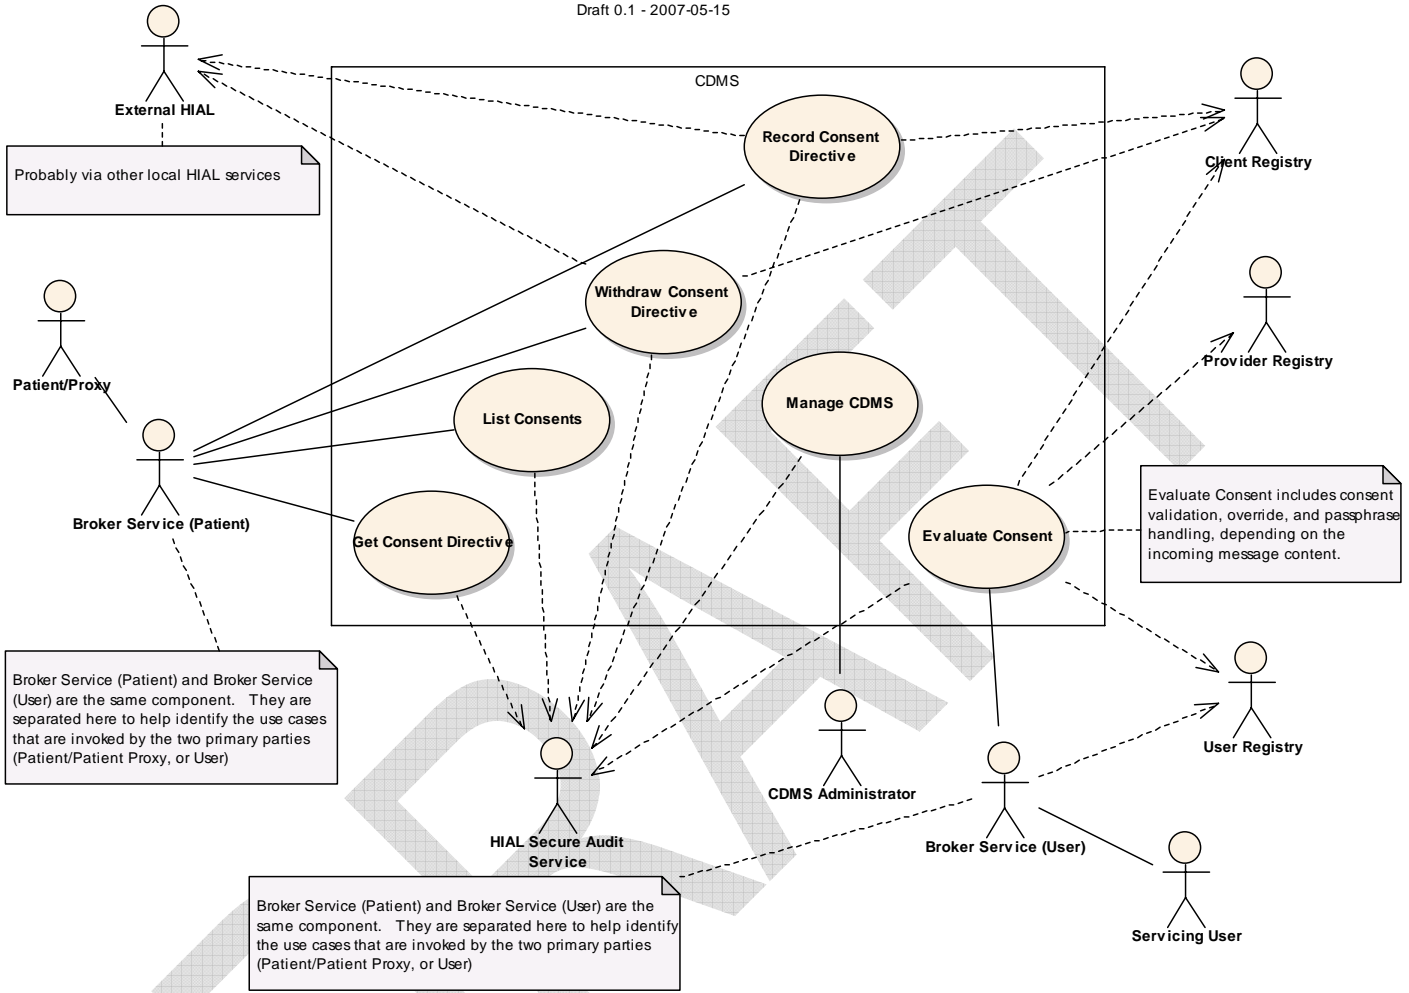 Draft 0.1 - 2007-05-15
CDMS
External HIAL
Probably via other local HIAL services
Record Consent
Directive
Client Registry
Withdraw Consent
Directive
Patient/Proxy
Provider Registry
List Consents
Manage CDMS
Broker Service (Patient)
Get Consent Directive
Evaluate Consent
Evaluate Consent includes consent
validation, override, and passphrase
handling, depending on the
incoming message content.
Broker Service (Patient) and Broker Service
(User) are the same component. They are
separated here to help identify the use cases
that are invoked by the two primary parties
(Patient/Patient Proxy, or User)
User Registry
CDMS Administrator
HIAL Secure Audit
Service
Broker Service (User)
Broker Service (Patient) and Broker Service (User) are the
same component. They are separated here to help identify
the use cases that are invoked by the two primary parties
(Patient/Patient Proxy, or User)
Servicing User
DRAFT